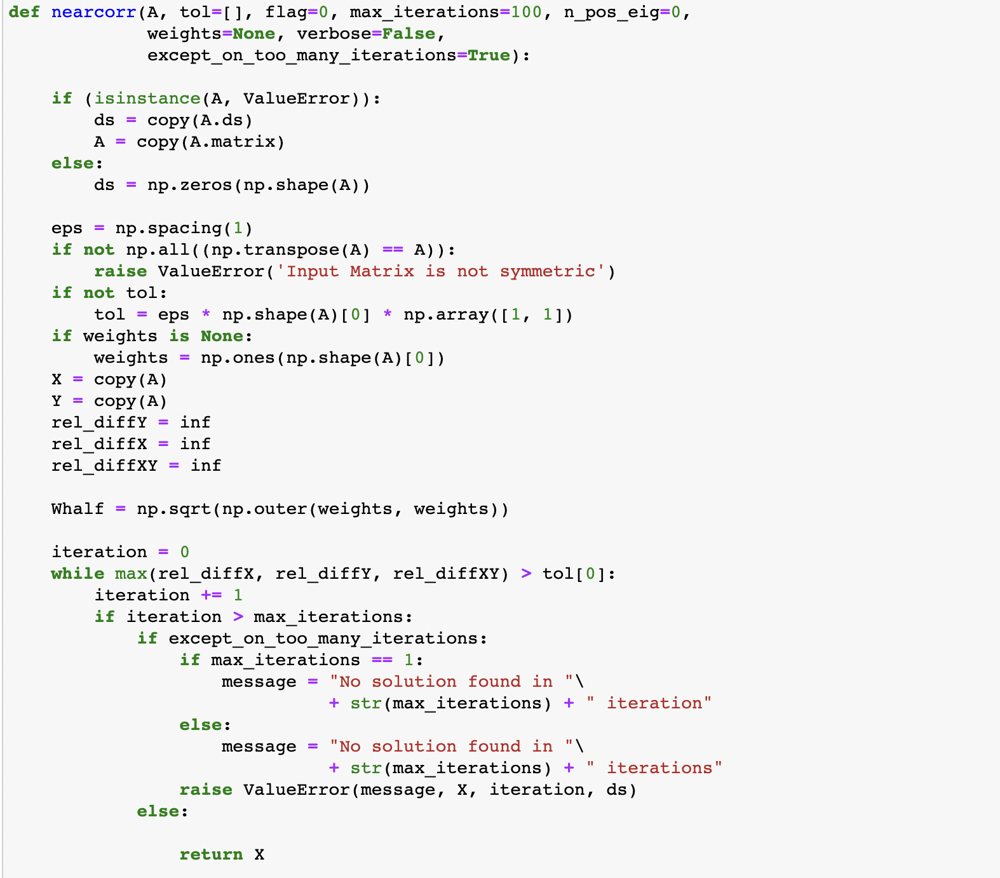 def nearcorr(A, tol=[], flag=0, max_iterations=100, n_pos_eig=0,
             weights=None, verbose=False,
             except_on_too_many_iterations=True):

    if (isinstance(A, ValueError)):
        ds = copy(A.ds)
        A = copy(A.matrix)
    else:
        ds = np.zeros(np.shape(A))

    eps = np.spacing(1)
    if not np.all((np.transpose(A) == A)):
        raise ValueError('Input Matrix is not symmetric')
    if not tol:
        tol = eps * np.shape(A)[0] * np.array([1, 1])
    if weights is None:
        weights = np.ones(np.shape(A)[0])
    X = copy(A)
    Y = copy(A)
    rel_diffY = inf
    rel_diffX = inf
    rel_diffXY = inf

    Whalf = np.sqrt(np.outer(weights, weights))

    iteration = 0
    while max(rel_diffX, rel_diffY, rel_diffXY) > tol[0]:
        iteration += 1
        if iteration > max_iterations:
            if except_on_too_many_iterations:
                if max_iterations == 1:
                    message = "No solution found in "\
                              + str(max_iterations) + " iteration"
                else:
                    message = "No solution found in "\
                              + str(max_iterations) + " iterations"
                raise ValueError(message, X, iteration, ds)
            else:

                return X